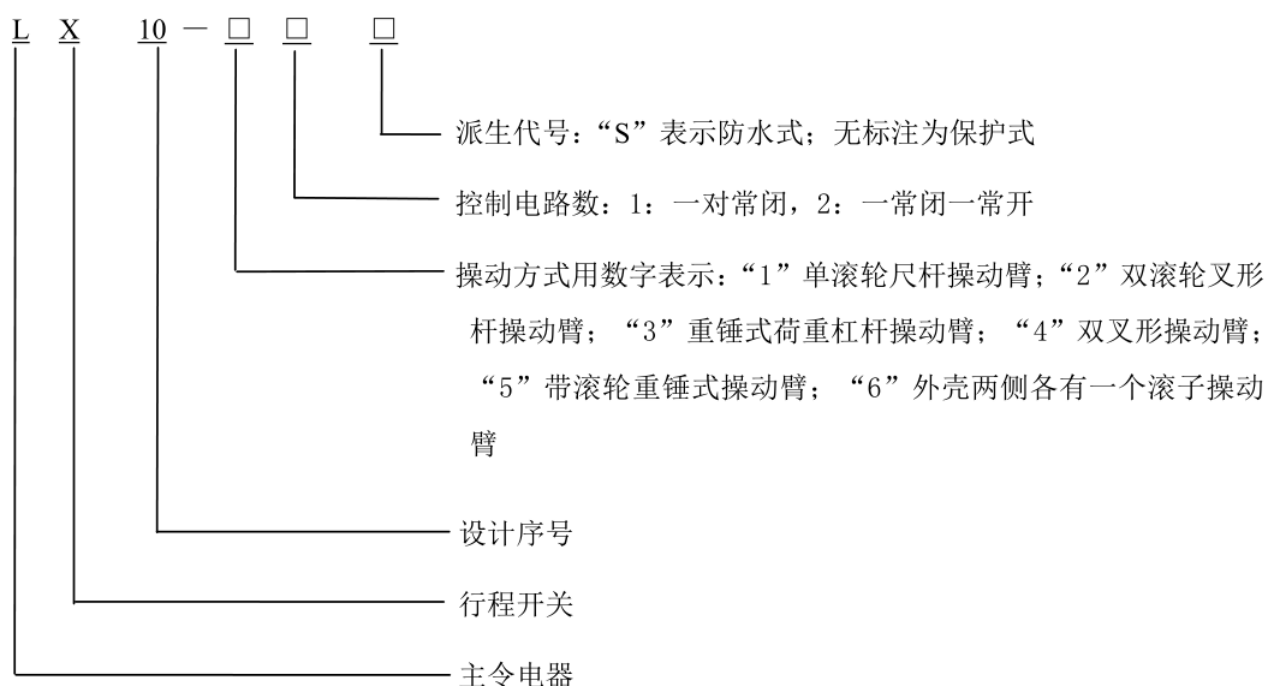 L X 10 — □ □ □
派生代号：“S”表示防水式；无标注为保护式
控制电路数：1：一对常闭，2：一常闭一常开
操动方式用数字表示：“1”单滚轮尺杆操动臂；“2”双滚轮叉形
杆操动臂；“3”重锤式荷重杠杆操动臂；“4”双叉形操动臂；
“5”带滚轮重锤式操动臂；“6”外壳两侧各有一个滚子操动
臂
设计序号
行程开关
主令电器